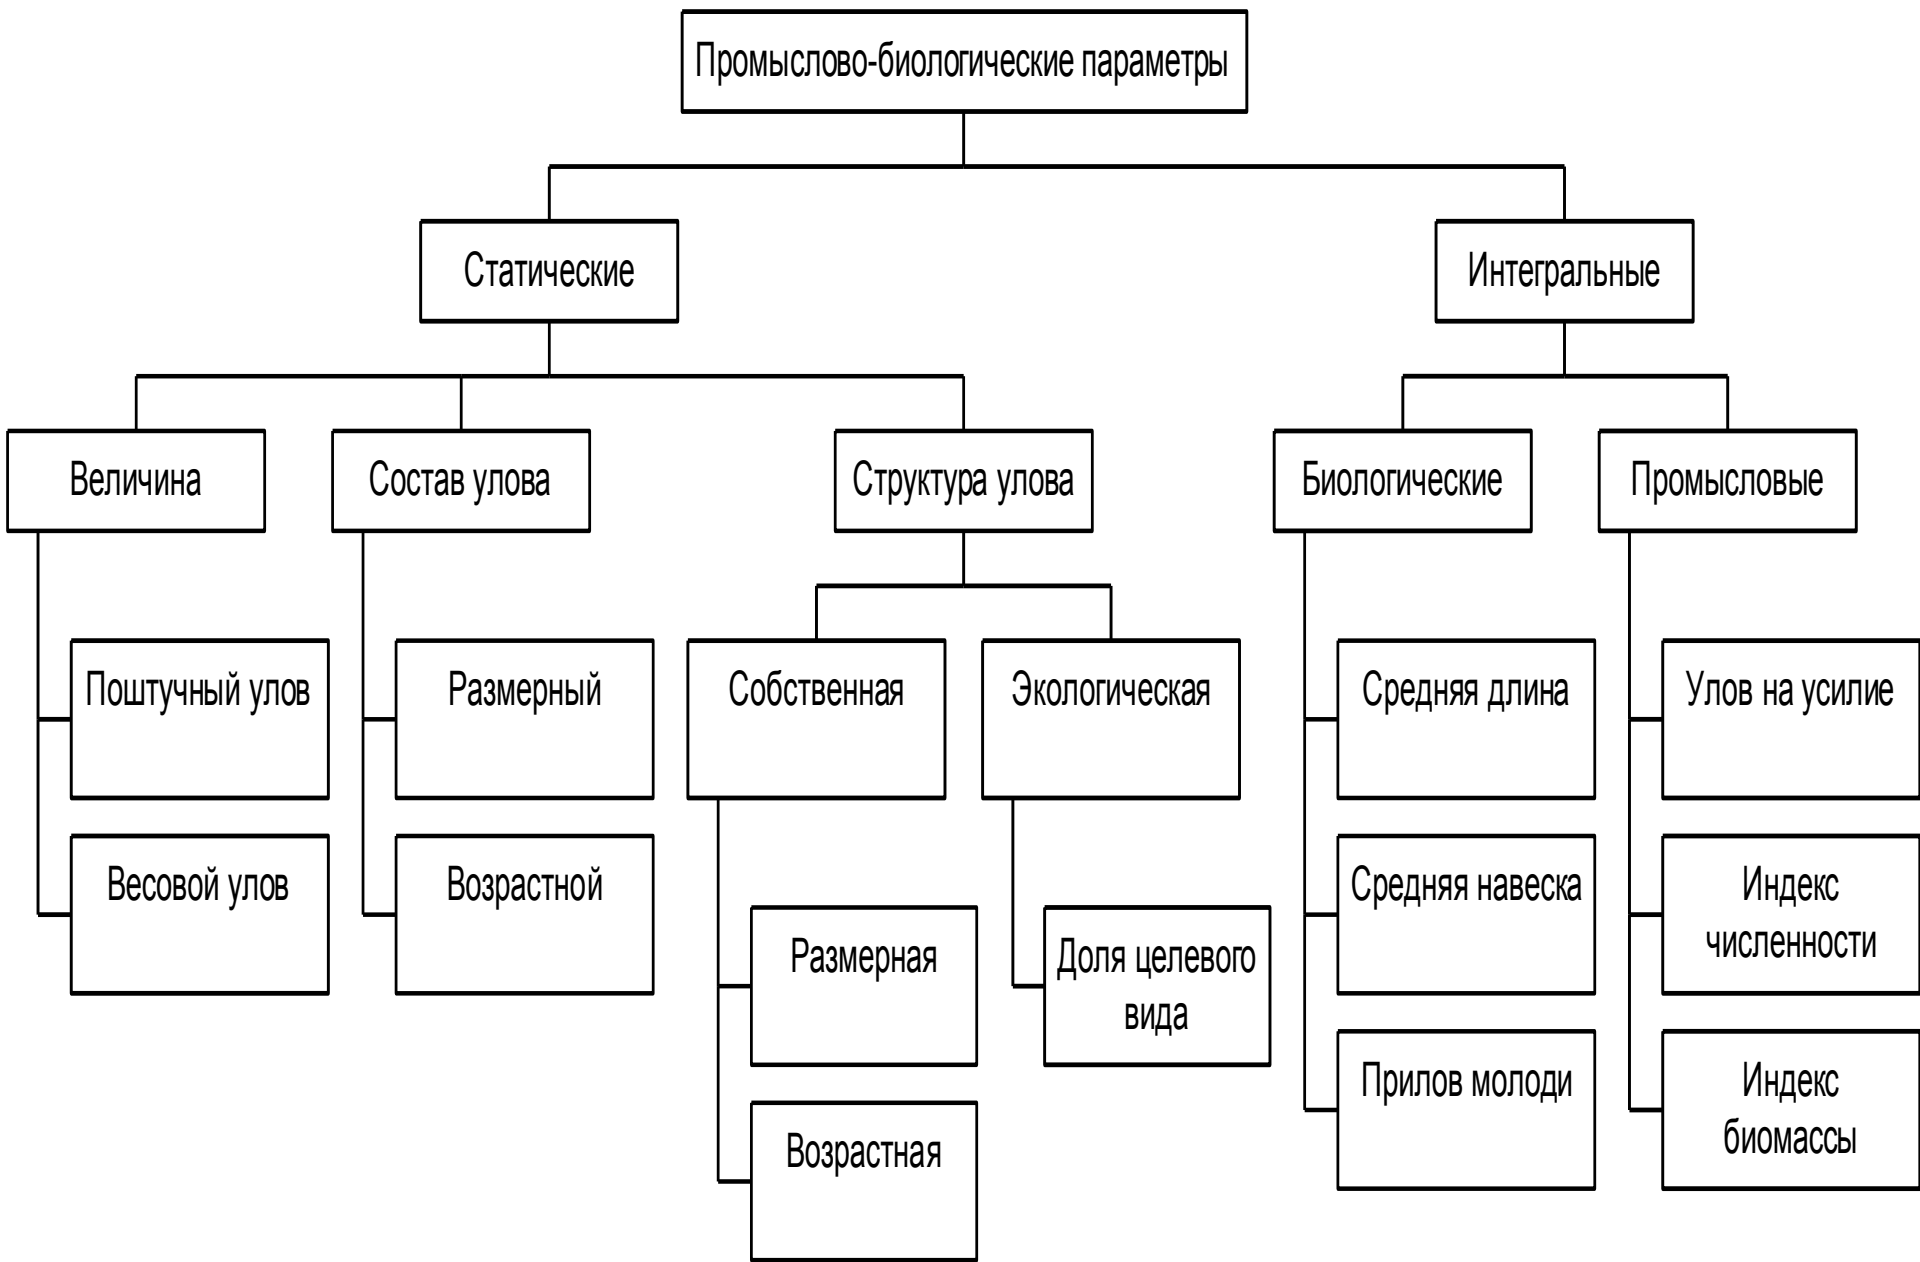 Промыслово-биологические параметры
Статические
Интегральные
Величина
Состав улова
Структура улова
Биологические
Промысловые
Поштучный улов
Размерный
Собственная
Экологическая
Средняя длина
Улов на усилие
Весовой улов
Возрастной
Размерная
Доля целевого
вида
Средняя навеска
Индекс
численности
Возрастная
Прилов молоди
Индекс
биомассы